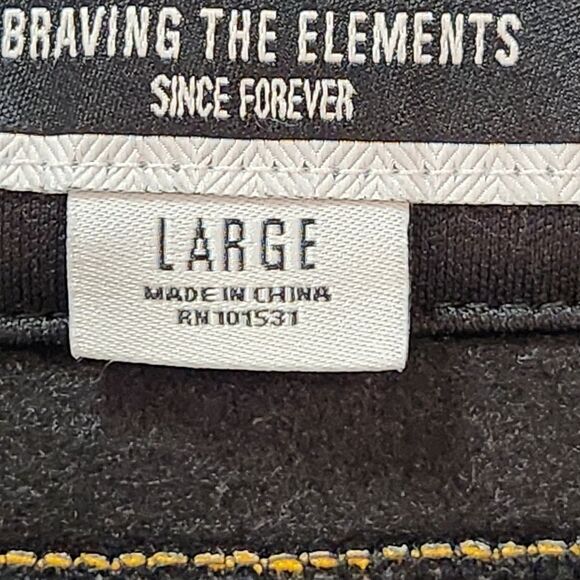 BRAVING THE ELEMENTS
SINCE FOREVER
LARGE
MADE IN CHINA
RN 101531